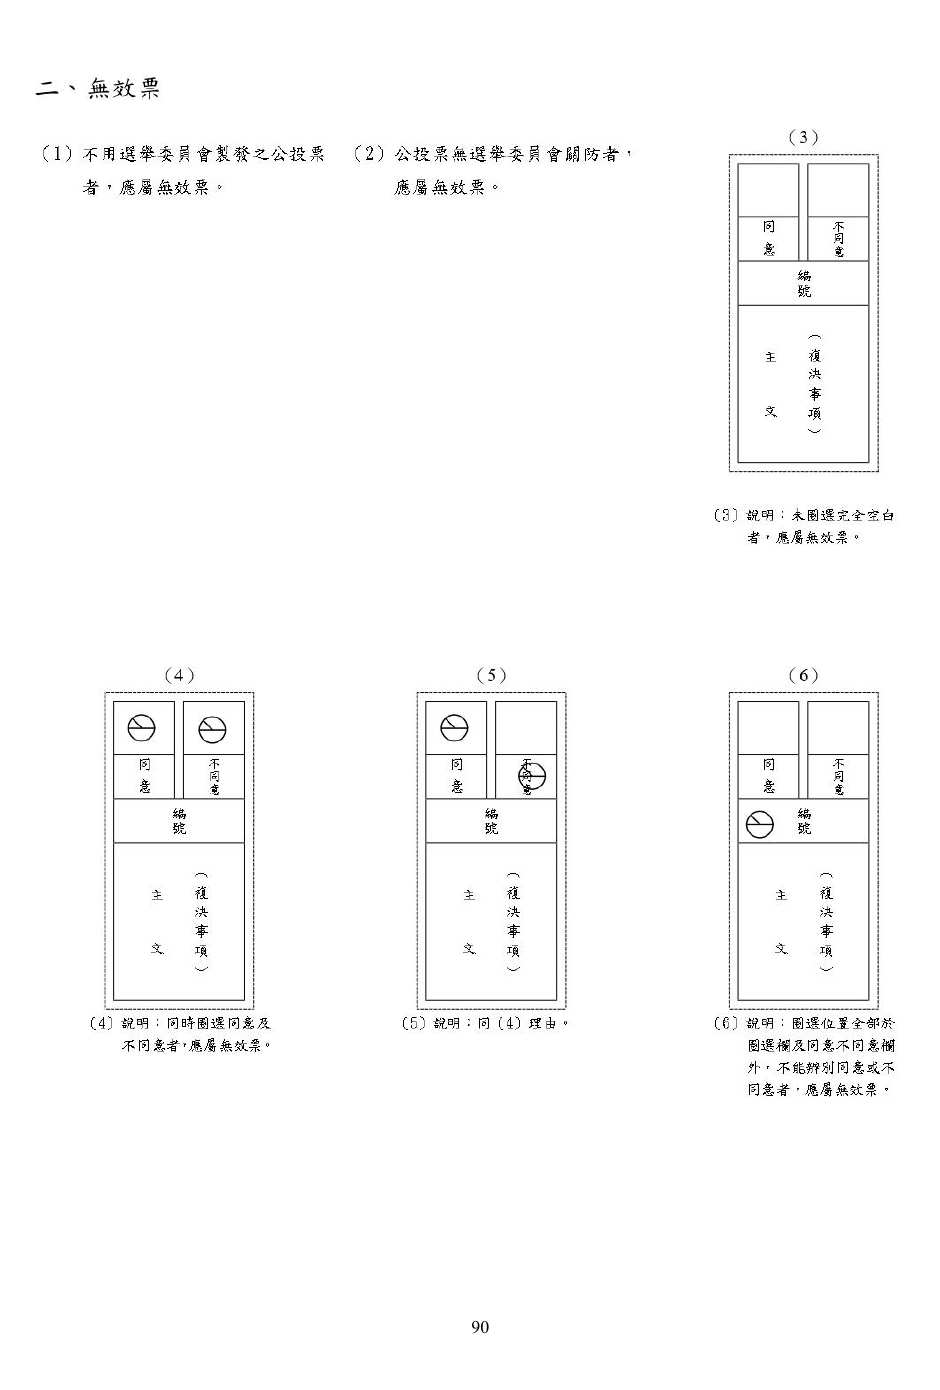 二、無效票
(1) 不用選舉委員會製發之公投票
者，應屬無效票。
(2) 公投票無選舉委員會關防者，
應屬無效票。
(3)
同意
不同意
編號
(復決事項)
主文
(3) 說明：未圈選完全空白
者，應屬無效票。
(4)
同意
不同意
編號
(複決事項)
主文
(4) 說明：同時圈選同意及
不同意者，應屬無效票。
(5)
同意
不同意
編號
(複決事項)
主文
(5) 說明：同 (4) 理由。
(6)
同意
不同意
編號
(複決事項)
主文
(6) 說明：圈選位置全部於
圈選欄及同意不同意欄
外，不能辨別同意或不
同意者，應屬無效票。
90